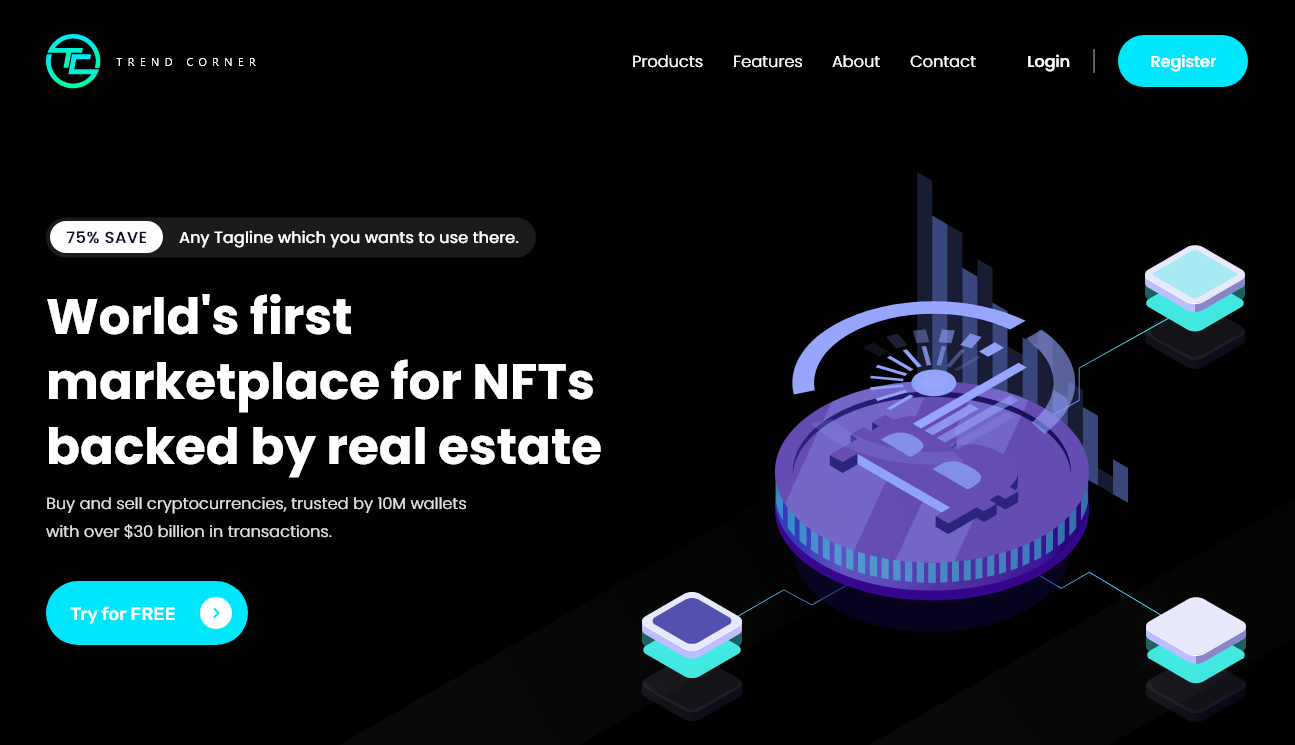 TC
TREND CORNER
Products
Features
About
Contact
Login
Register
75% SAVE
Any Tagline which you wants to use there.
World's first
marketplace for NFTs
backed by real estate
Buy and sell cryptocurrencies, trusted by 10M wallets
with over $30 billion in transactions.
Try for FREE